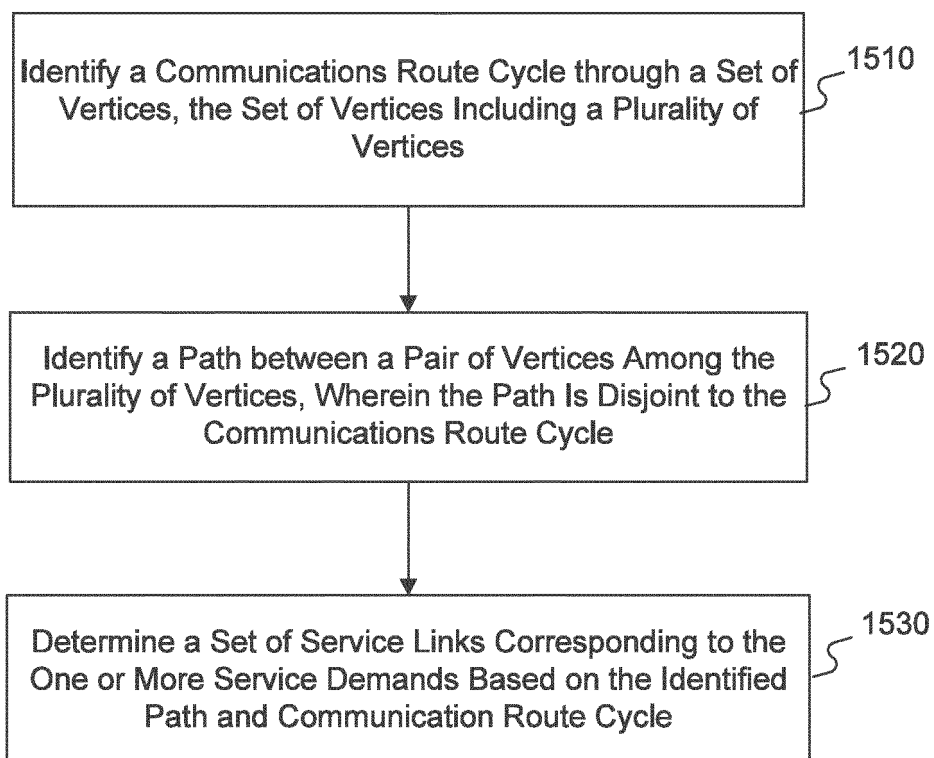 Identify a Communications Route Cycle through a Set of
Vertices, the Set of Vertices Including a Plurality of
Vertices
1510
Identify a Path between a Pair of Vertices Among the
Plurality of Vertices, Wherein the Path Is Disjoint to the
Communications Route Cycle
1520
Determine a Set of Service Links Corresponding to the
One or More Service Demands Based on the Identified
Path and Communication Route Cycle
1530